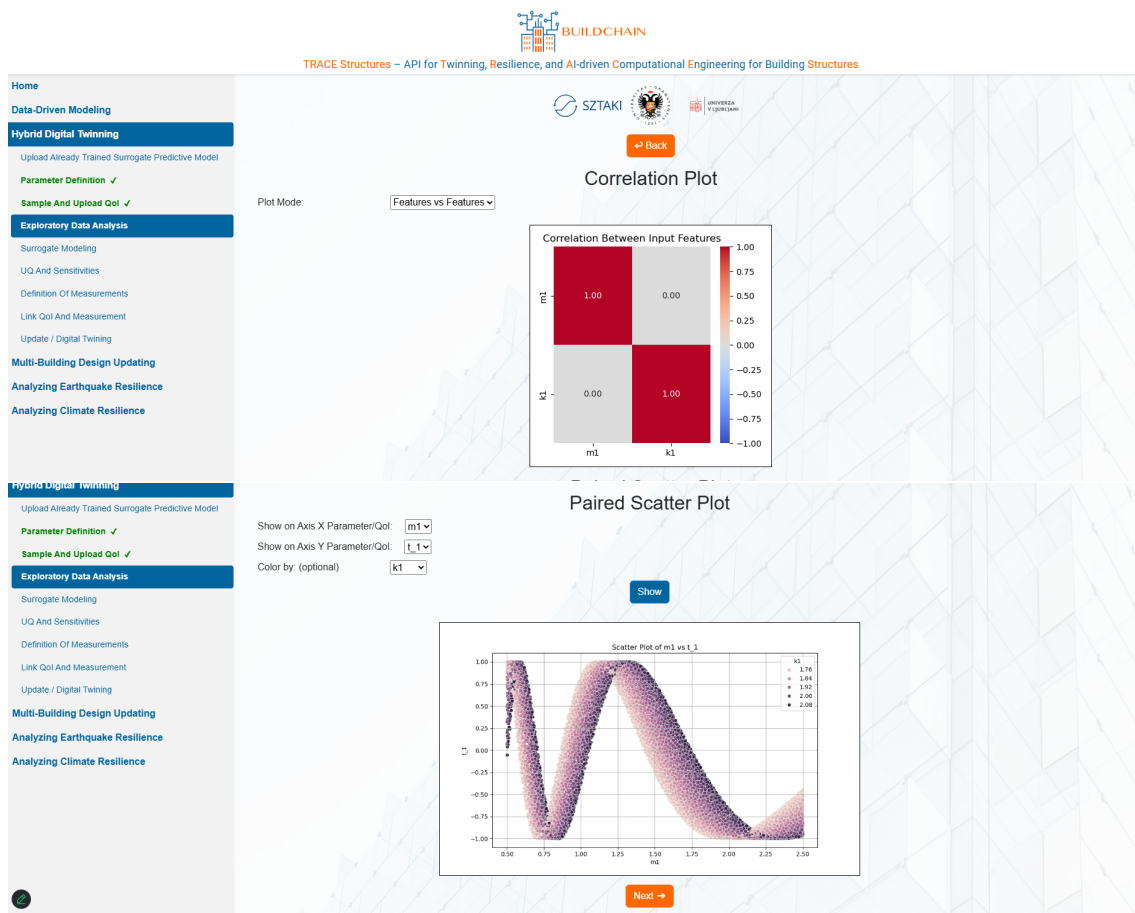 BUILDCHAIN
TRACE Structures – API for Twinning, Resilience, and AI-driven Computational Engineering for Building Structures
Home
Data-Driven Modeling
Hybrid Digital Twinning
Upload Already Trained Surrogate Predictive Model
Parameter Definition ✓
Sample And Upload QoI ✓
Exploratory Data Analysis
Surrogate Modeling
UQ And Sensitivities
Definition Of Measurements
Link QoI And Measurement
Update / Digital Twining
Multi-Building Design Updating
Analyzing Earthquake Resilience
Analyzing Climate Resilience
SZTAKI
UNIVERZA
V LJUBLJANI
↩ Back
Correlation Plot
Plot Mode:
Features vs Features
Correlation Between Input Features
m1
1.00
0.00
k1
0.00
1.00
m1
k1
1.00
0.75
0.50
0.25
0.00
−0.25
−0.50
−0.75
−1.00
Hybrid Digital Twinning
Upload Already Trained Surrogate Predictive Model
Parameter Definition ✓
Sample And Upload QoI ✓
Exploratory Data Analysis
Surrogate Modeling
UQ And Sensitivities
Definition Of Measurements
Link QoI And Measurement
Update / Digital Twining
Multi-Building Design Updating
Analyzing Earthquake Resilience
Analyzing Climate Resilience
Paired Scatter Plot
Show on Axis X Parameter/QoI: m1
Show on Axis Y Parameter/QoI: t_1
Color by: (optional) k1
Show
Scatter Plot of m1 vs t_1
1.00
0.75
0.50
0.25
0.00
−0.25
−0.50
−0.75
−1.00
t_1
k1
1.76
1.84
1.92
2.00
2.08
0.50 0.75 1.00 1.25 1.50 1.75 2.00 2.25 2.50
m1
Next →